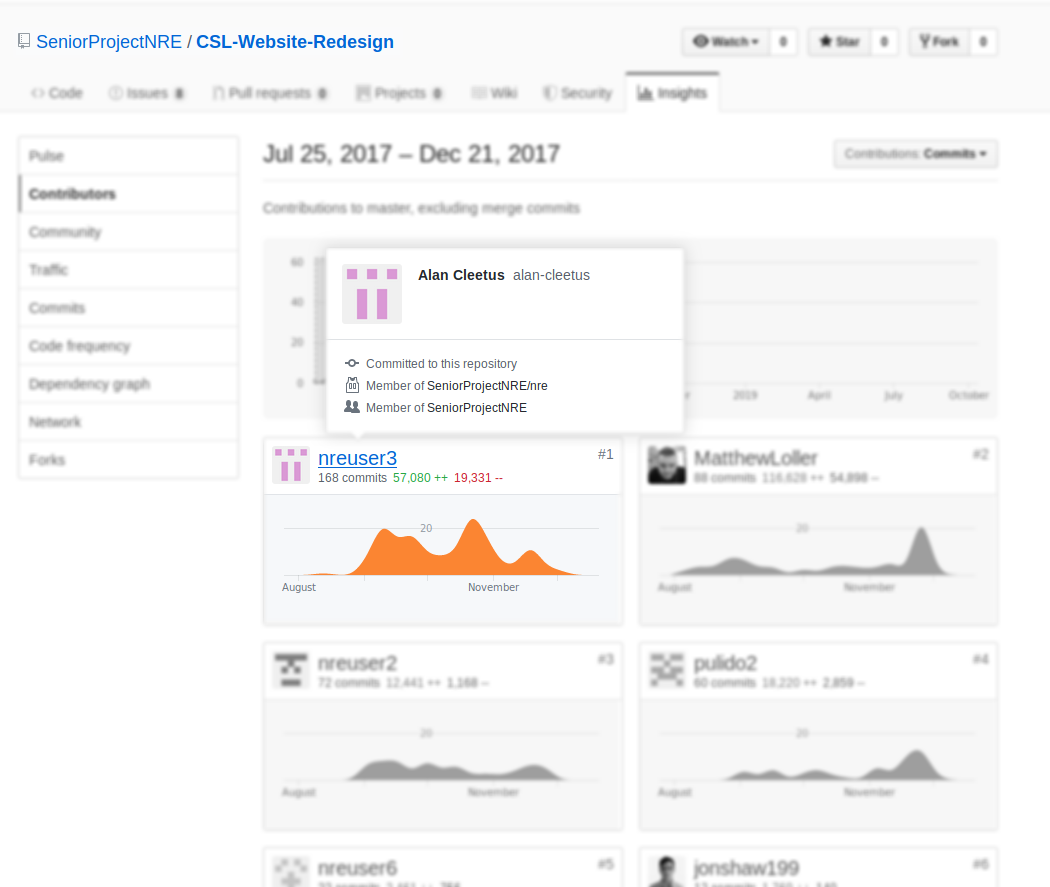 SeniorProjectNRE / CSL-Website-Redesign
Watch 0 Star 0 Fork 0
Code Issues 8 Pull requests 0 Projects 0 Wiki Security Insights
Pulse
Contributors
Community
Traffic
Commits
Code frequency
Dependency graph
Network
Forks
Jul 25, 2017 – Dec 21, 2017
Contributions: Commits
Contributions to master, excluding merge commits
60
40
20
0
2019 April July October
Alan Cleetus alan-cleetus
Committed to this repository
Member of SeniorProjectNRE/nre
Member of SeniorProjectNRE
nreuser3 #1
168 commits 57,080 ++ 19,331 --
20
August November
MatthewLoller #2
88 commits 116,628 ++ 54,898 --
20
August November
nreuser2 #3
72 commits 12,441 ++ 1,168 --
20
August November
pulido2 #4
60 commits 18,220 ++ 2,859 --
20
August November
nreuser6 #5
jonshaw199 #6